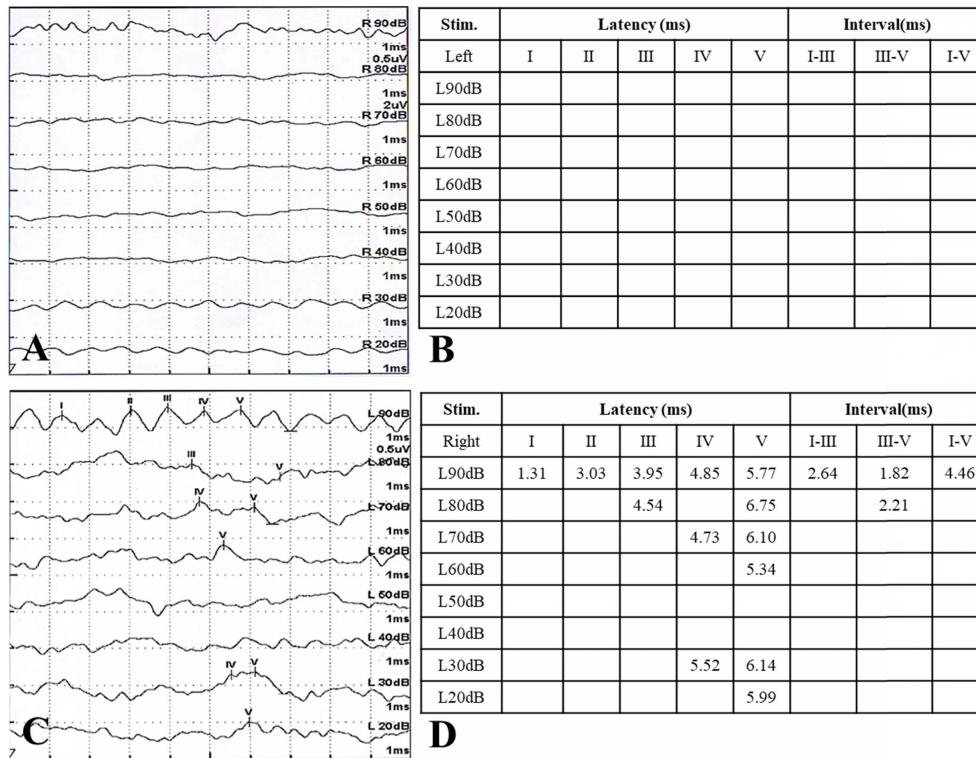 R 90dB
1ms
0.5uV
R 80dB
1ms
2uV
R 70dB
1ms
R 60dB
1ms
R 50dB
1ms
R 40dB
1ms
R 30dB
1ms
R 20dB
1ms
7
A
Stim. Latency (ms) Interval(ms)
Left I II III IV V I-III III-V I-V
L90dB
L80dB
L70dB
L60dB
L50dB
L40dB
L30dB
L20dB
B
I II III IV V
L 90dB
1ms
0.5uV
III V L 80dB
1ms
IV V L 70dB
1ms
V L 60dB
1ms
L 50dB
1ms
L 40dB
1ms
IV V L 30dB
1ms
V L 20dB
1ms
7
C
Stim. Latency (ms) Interval(ms)
Right I II III IV V I-III III-V I-V
L90dB 1.31 3.03 3.95 4.85 5.77 2.64 1.82 4.46
L80dB 4.54 6.75 2.21
L70dB 4.73 6.10
L60dB 5.34
L50dB
L40dB
L30dB 5.52 6.14
L20dB 5.99
D